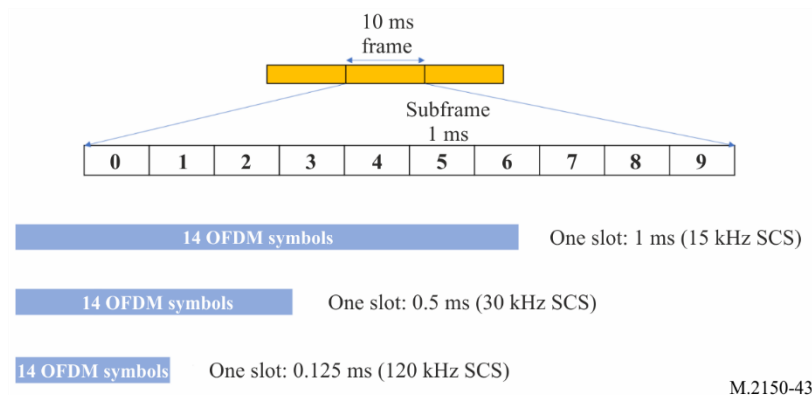 10 ms
frame
Subframe
1 ms
0 1 2 3 4 5 6 7 8 9
14 OFDM symbols One slot: 1 ms (15 kHz SCS)
14 OFDM symbols One slot: 0.5 ms (30 kHz SCS)
14 OFDM symbols One slot: 0.125 ms (120 kHz SCS)
M.2150-43